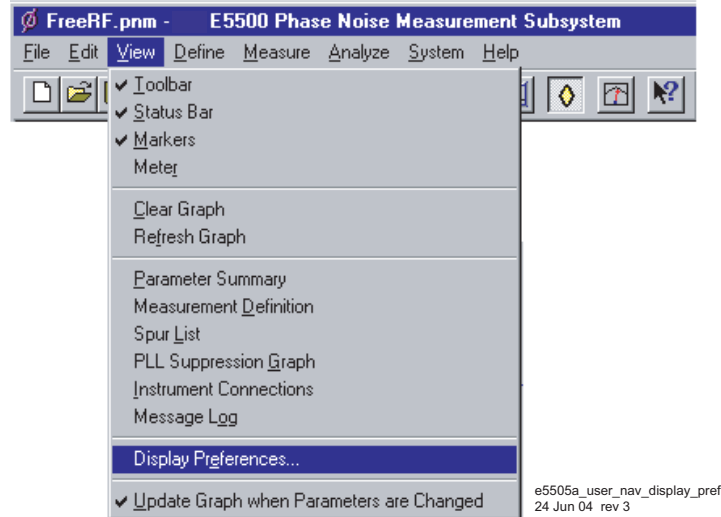 FreeRF.pnm - E5500 Phase Noise Measurement Subsystem
File Edit View Define Measure Analyze System Help
✔ Toolbar
✔ Status Bar
✔ Markers
Meter
Clear Graph
Refresh Graph
Parameter Summary
Measurement Definition
Spur List
PLL Suppression Graph
Instrument Connections
Message Log
Display Preferences...
✔ Update Graph when Parameters are Changed
e5505a_user_nav_display_pref
24 Jun 04 rev 3